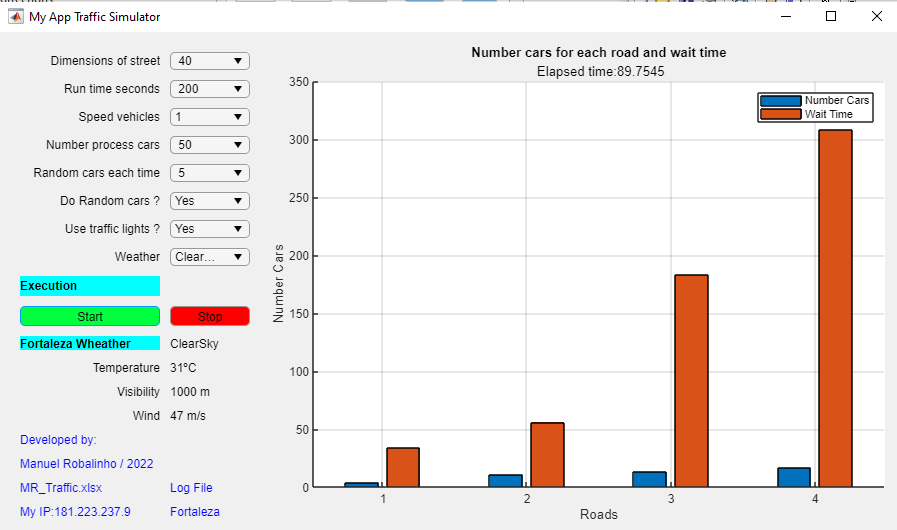 My App Traffic Simulator
Dimensions of street 40
Run time seconds 200
Speed vehicles 1
Number process cars 50
Random cars each time 5
Do Random cars ? Yes
Use traffic lights ? Yes
Weather Clear...
Execution
Start Stop
Fortaleza Wheather ClearSky
Temperature 31ºC
Visibility 1000 m
Wind 47 m/s
Developed by:
Manuel Robalinho / 2022
MR_Traffic.xlsx Log File
My IP:181.223.237.9 Fortaleza
Number cars for each road and wait time
Elapsed time:89.7545
Number Cars
Wait Time
350
300
250
200
150
100
50
0
Number Cars
1 2 3 4
Roads